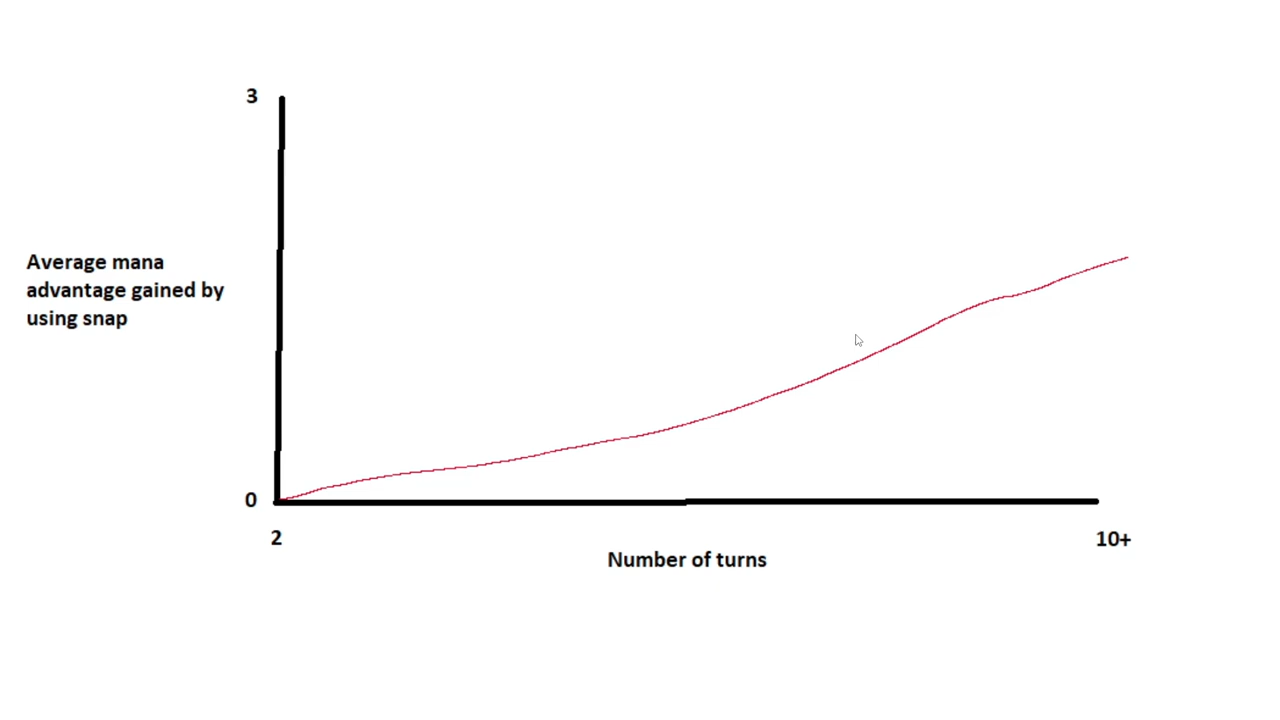 3
Average mana
advantage gained by
using snap
0
2
10+
Number of turns